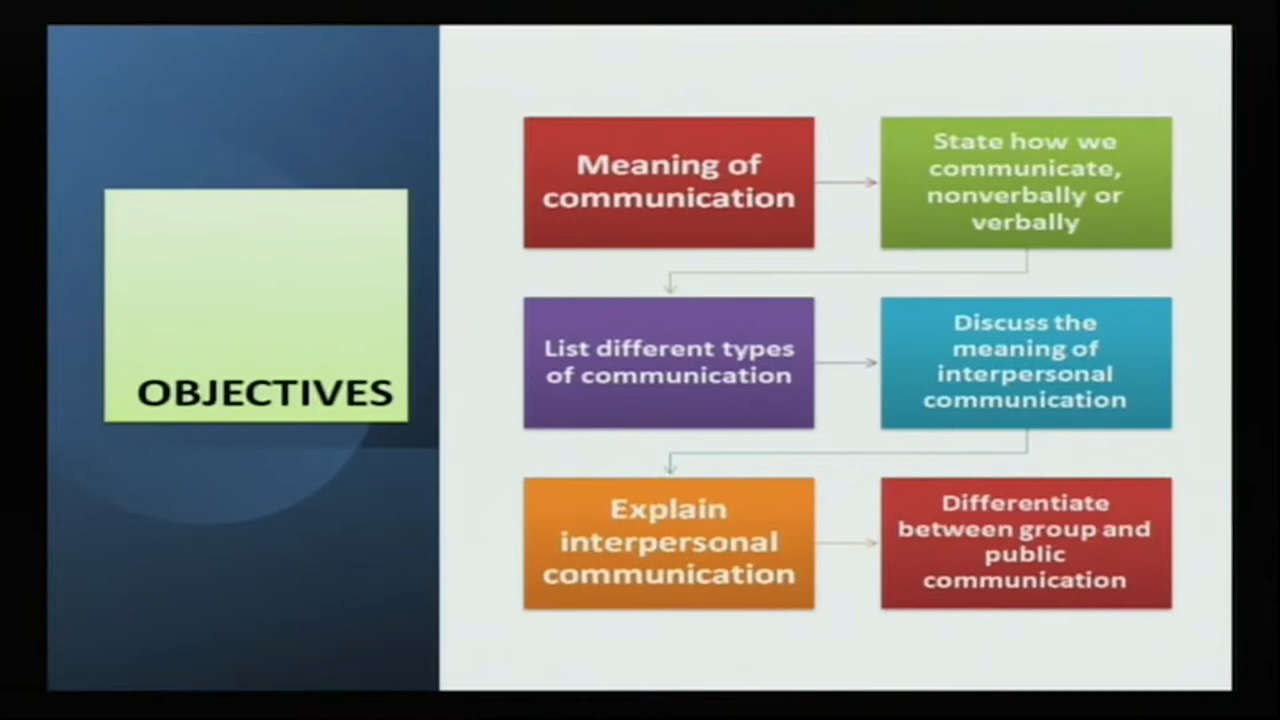 OBJECTIVES
Meaning of
communication
State how we
communicate,
nonverbally or
verbally
List different types
of communication
Discuss the
meaning of
interpersonal
communication
Explain
interpersonal
communication
Differentiate
between group and
public
communication